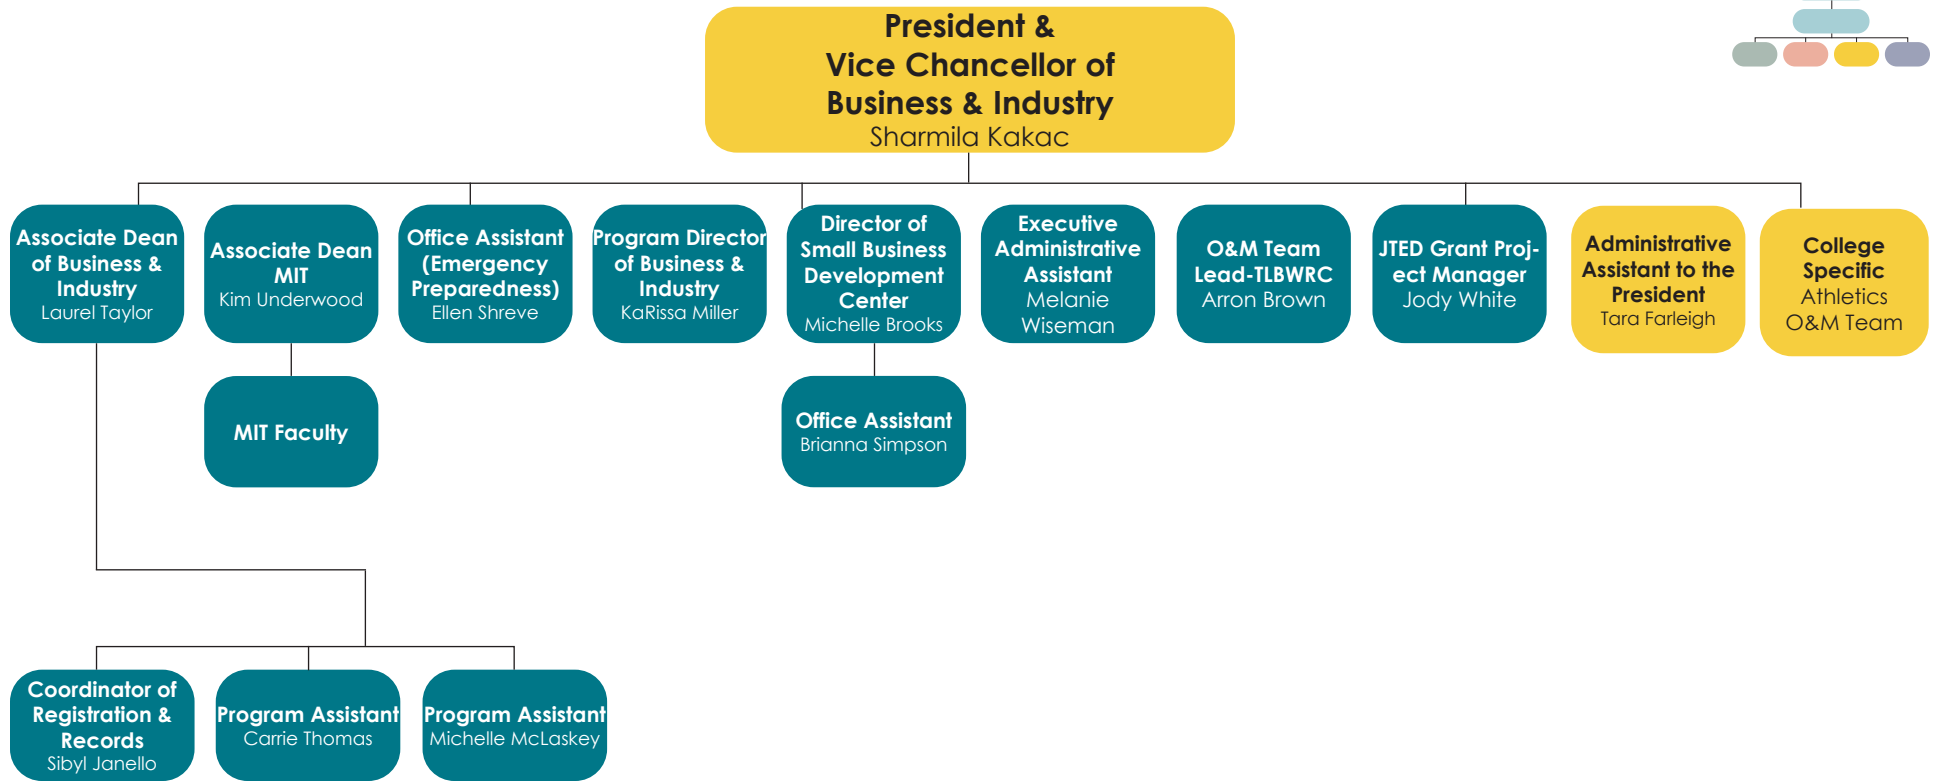 President &
Vice Chancellor of
Business & Industry
Sharmila Kakac
Associate Dean
of Business &
Industry
Laurel Taylor
Associate Dean
MIT
Kim Underwood
Office Assistant
(Emergency
Preparedness)
Ellen Shreve
Program Director
of Business &
Industry
KaRissa Miller
Director of
Small Business
Development
Center
Michelle Brooks
Executive
Administrative
Assistant
Melanie
Wiseman
O&M Team
Lead-TLBWRC
Arron Brown
JTED Grant Proj-
ect Manager
Jody White
Administrative
Assistant to the
President
Tara Farleigh
College
Specific
Athletics
O&M Team
MIT Faculty
Office Assistant
Brianna Simpson
Coordinator of
Registration &
Records
Sibyl Janello
Program Assistant
Carrie Thomas
Program Assistant
Michelle McLaskey